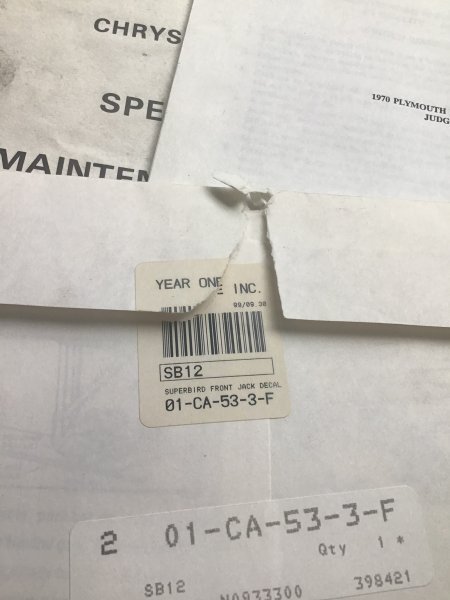 CHRYS
SPE
MAINTEN
1970 PLYMOUTH
JUDG
YEAR ONE INC.
99/09.30
SB12
SUPERBIRD FRONT JACK DECAL
01-CA-53-3-F
2 01-CA-53-3-F
Qty 1 *
SB12 N0933300 398421